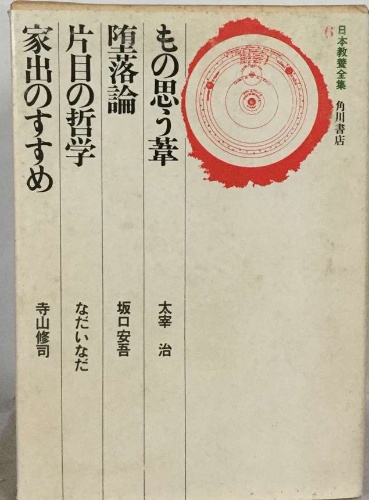 日本教養全集
6
角川書店
もの思う葦
太宰 治
堕落論
坂口安吾
片目の哲学
なだいなだ
家出のすすめ
寺山修司